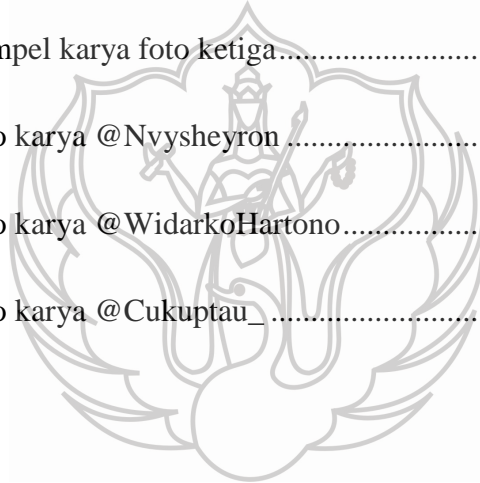 mpel karya foto ketiga.........................
o karya @Nvysheyron ........................
o karya @WidarkoHartono.................
o karya @Cukuptau_ ..........................